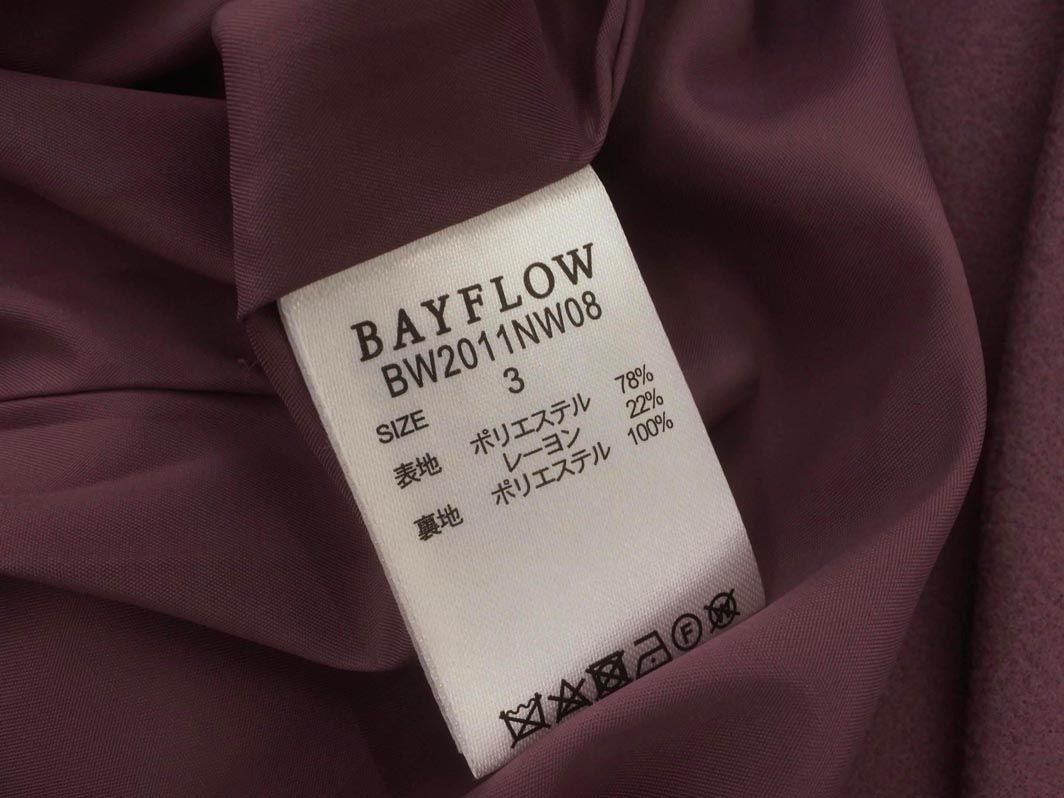 BAYFLOW
BW2011NW08
SIZE 3
表地 ポリエステル 78%
レーヨン 22%
裏地 ポリエステル 100%
F W